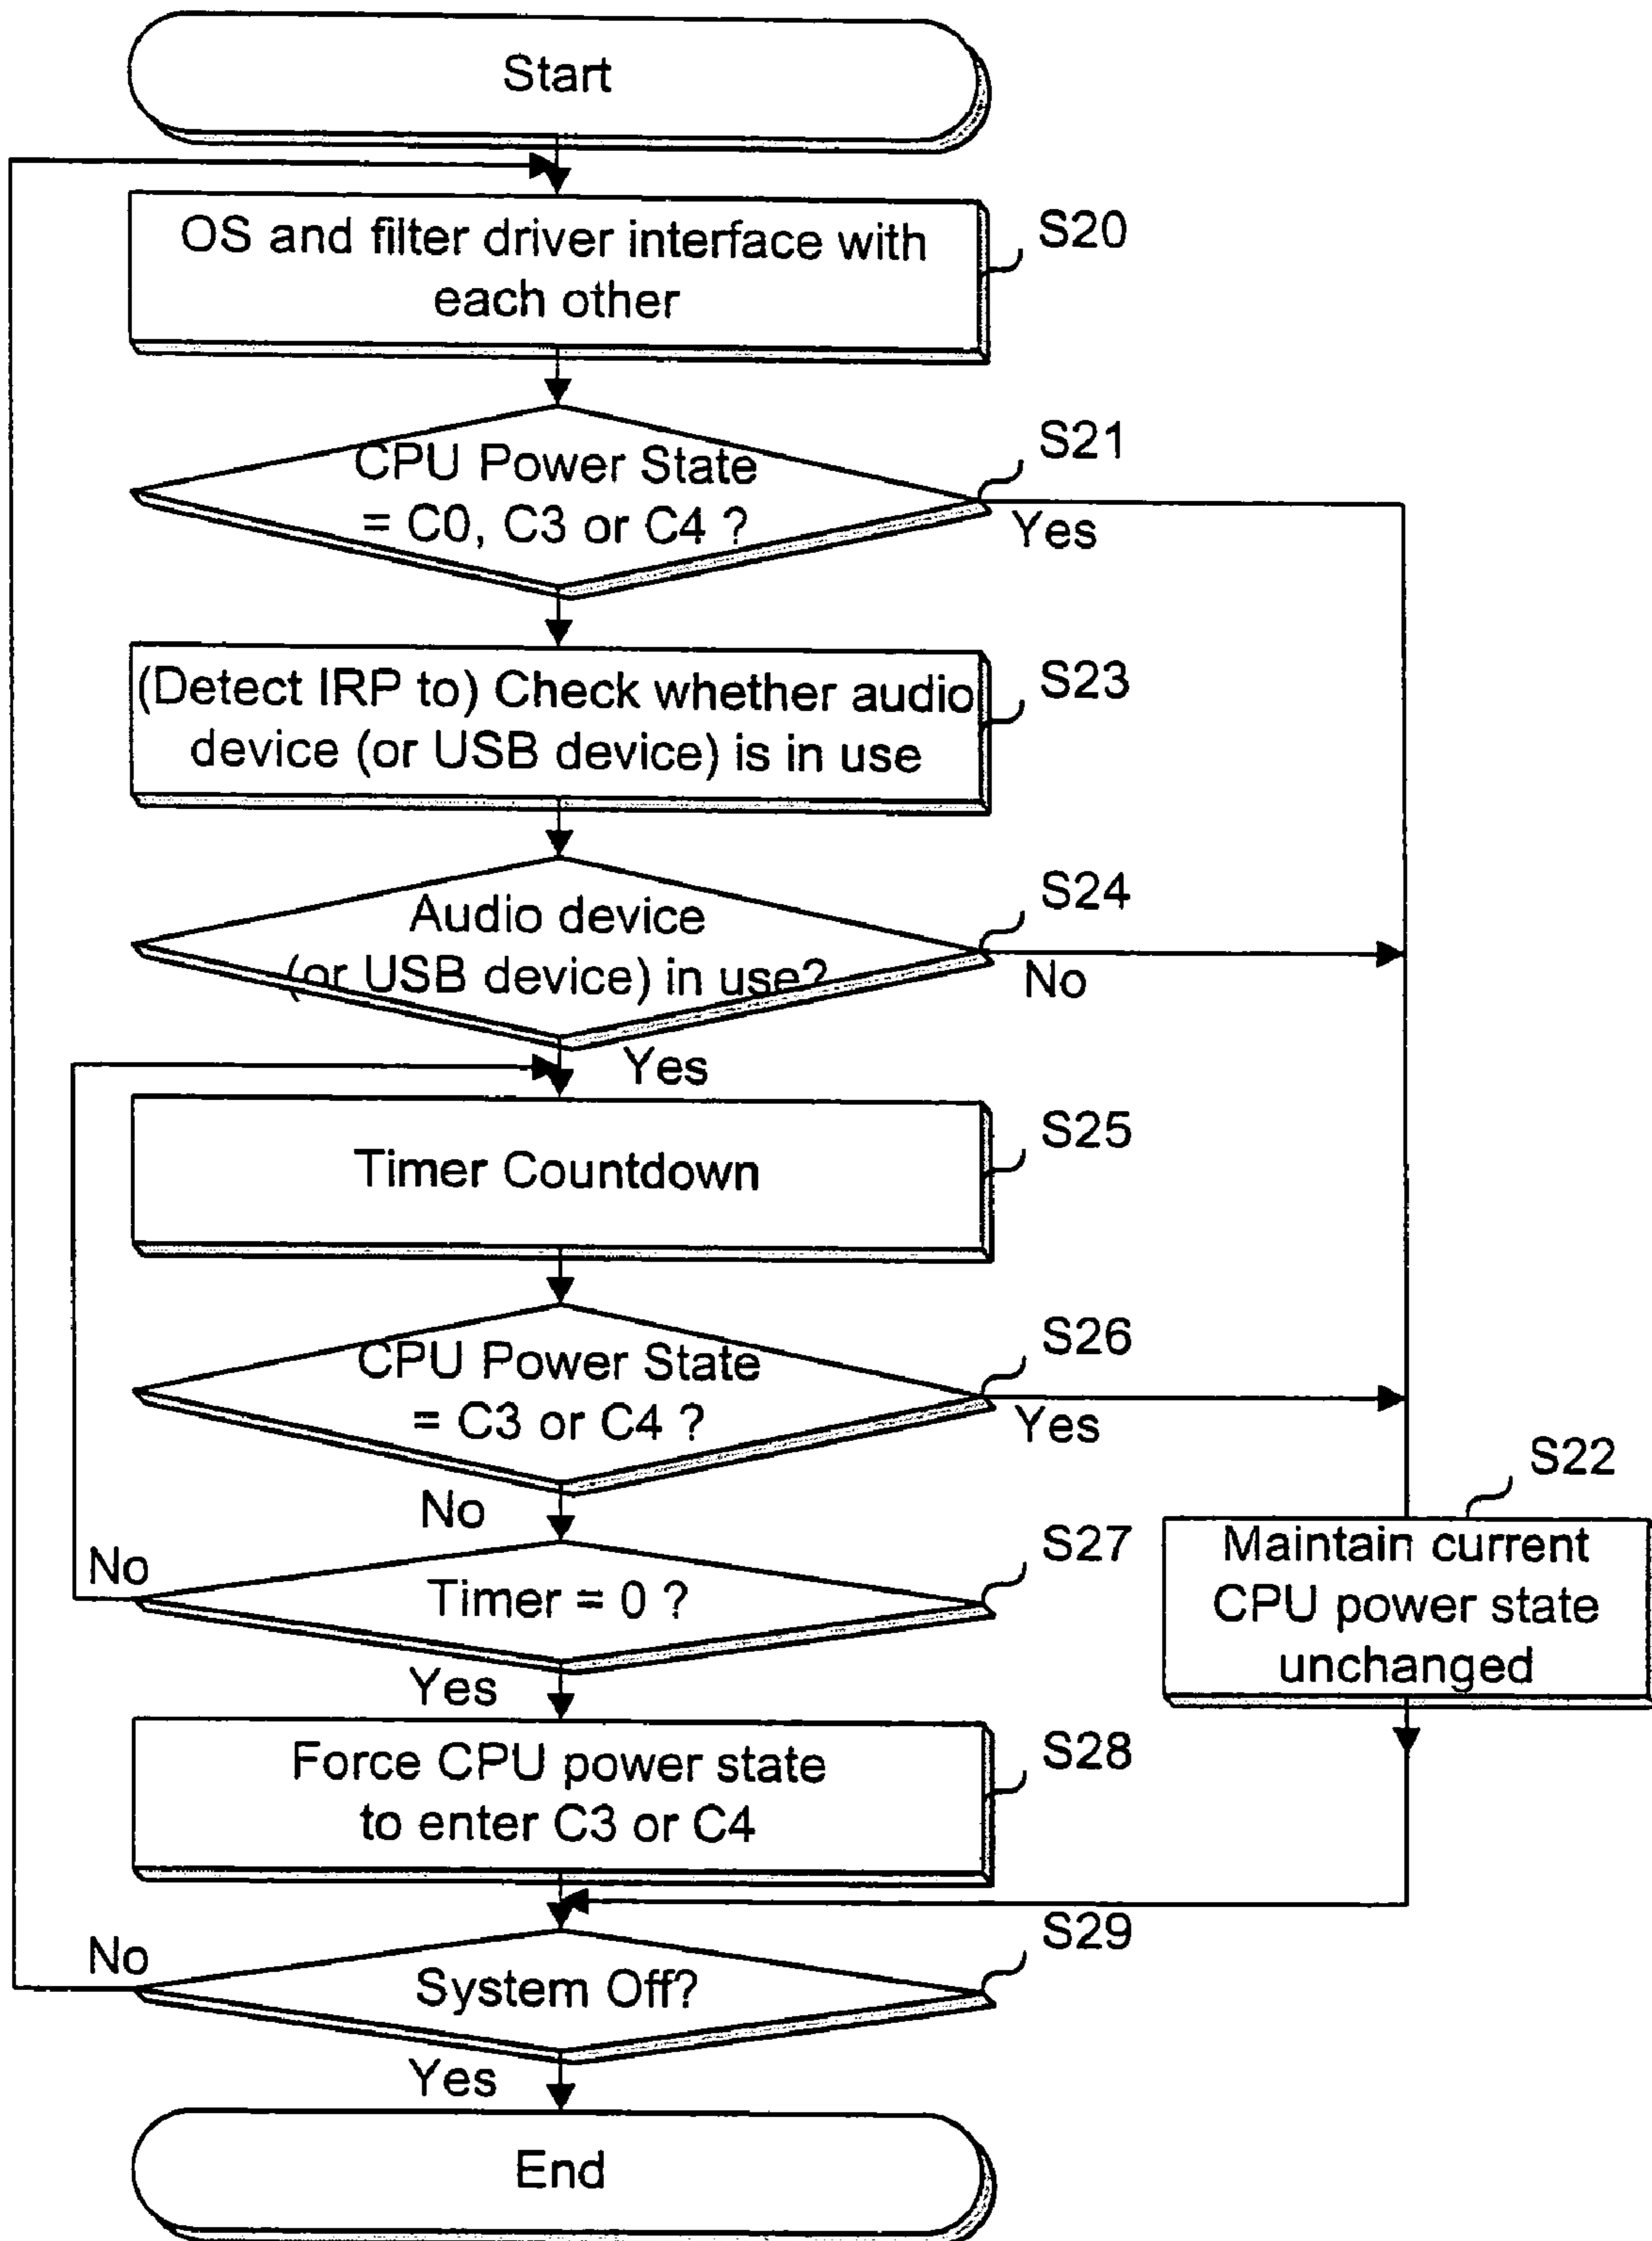 Start
OS and filter driver interface with
each other
S20
CPU Power State
= C0, C3 or C4 ?
S21
Yes
(Detect IRP to) Check whether audio
device (or USB device) is in use
S23
Audio device
(or USB device) in use?
S24
No
Yes
Timer Countdown
S25
CPU Power State
= C3 or C4 ?
S26
Yes
No
S22
Maintain current
CPU power state
unchanged
No
Timer = 0 ?
S27
Yes
Force CPU power state
to enter C3 or C4
S28
No
System Off?
S29
Yes
End